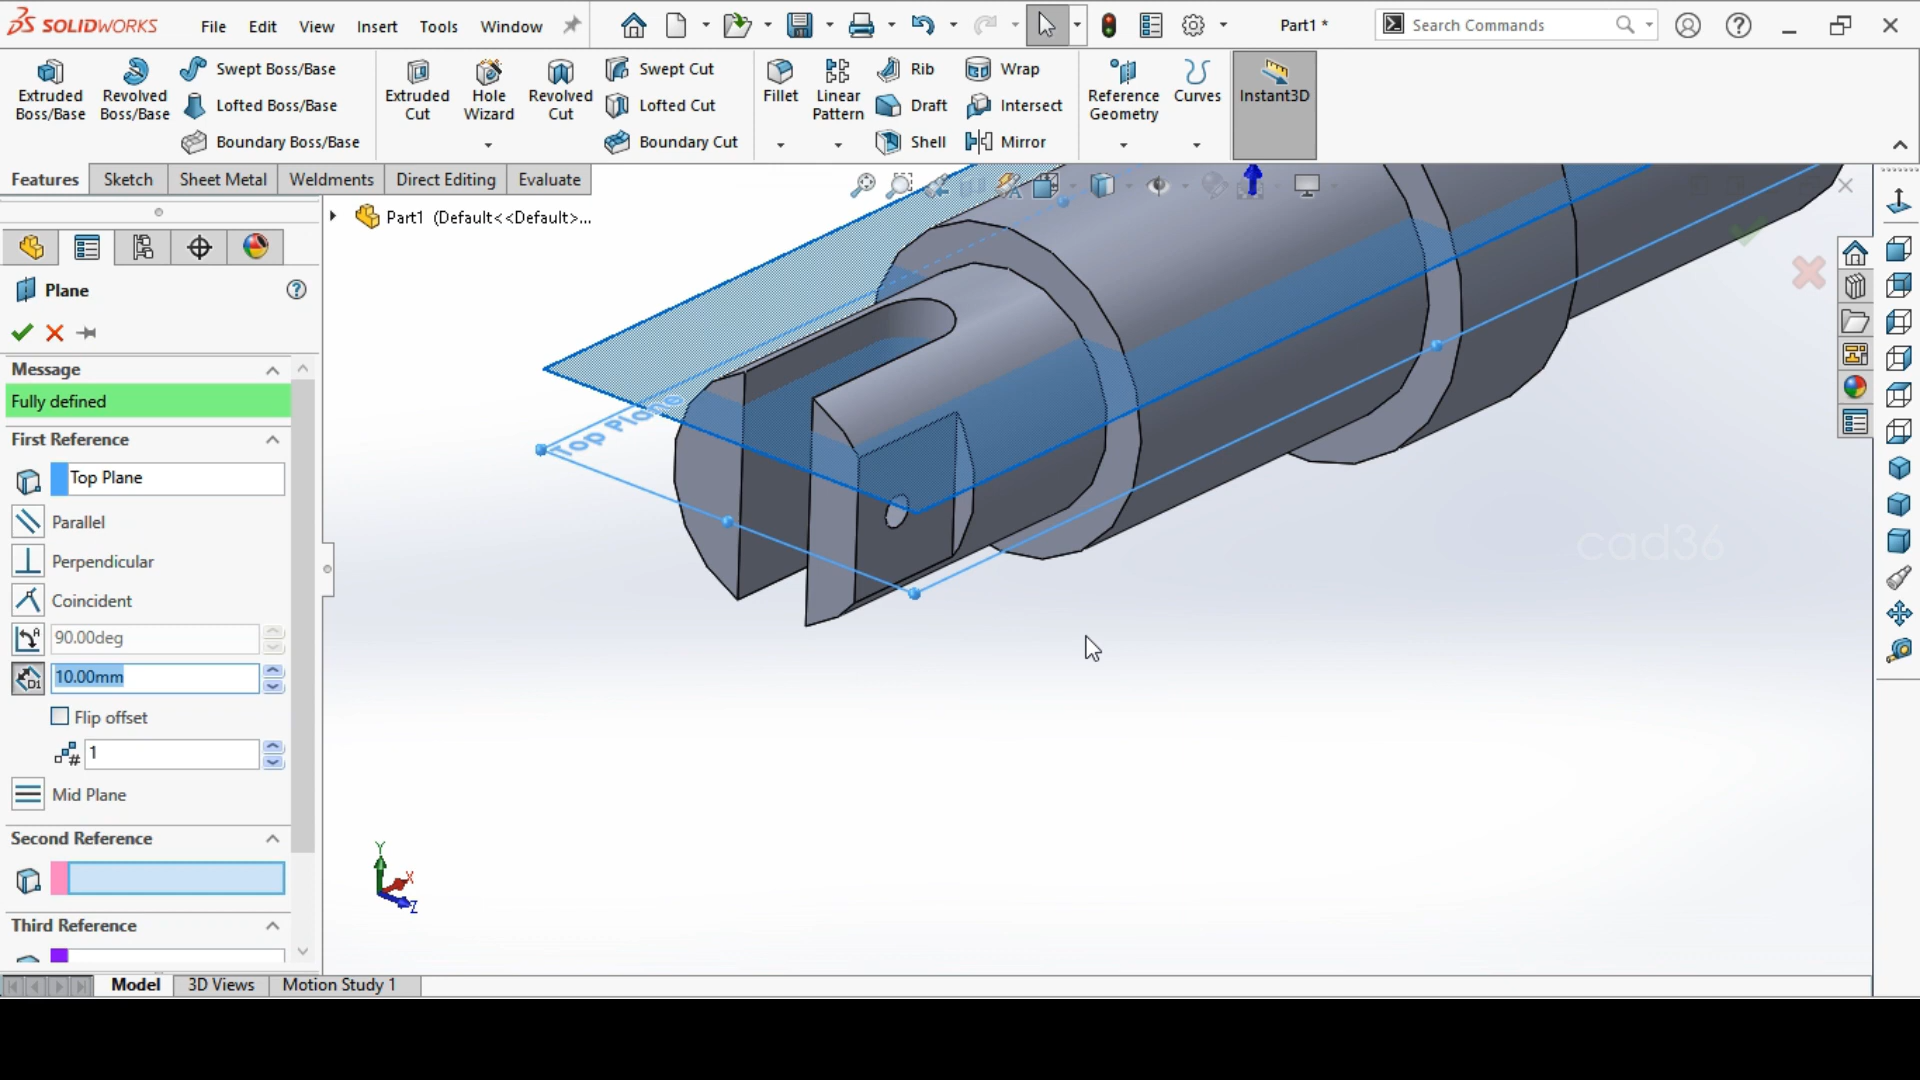 SOLIDWORKS File Edit View Insert Tools Window Part1 * Search Commands
Extruded Boss/Base
Revolved Boss/Base
Swept Boss/Base
Lofted Boss/Base
Boundary Boss/Base
Extruded Cut
Hole Wizard
Revolved Cut
Swept Cut
Lofted Cut
Boundary Cut
Fillet
Linear Pattern
Rib
Draft
Shell
Wrap
Intersect
Mirror
Reference Geometry
Curves
Instant3D
Features Sketch Sheet Metal Weldments Direct Editing Evaluate
Part1 (Default<<Default>...
Plane
Message
Fully defined
First Reference
Top Plane
Parallel
Perpendicular
Coincident
90.00deg
10.00mm
Flip offset
1
Mid Plane
Second Reference
Third Reference
Top Plane
cad36
Y
X
Z
Model 3D Views Motion Study 1